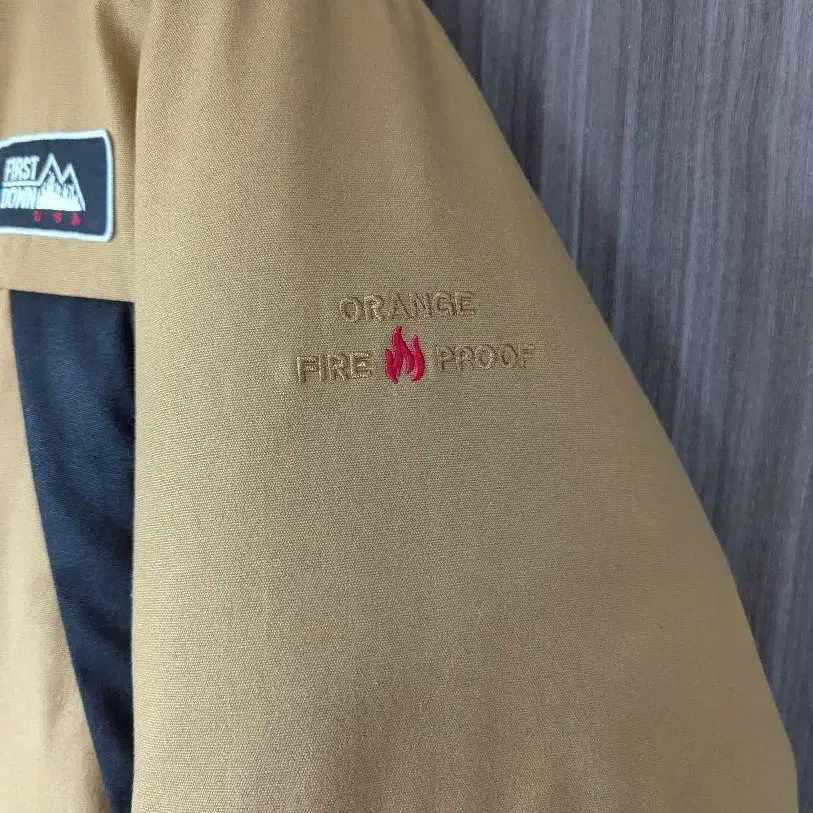 FIRST
DOWN
USA
ORANGE
FIRE PROOF